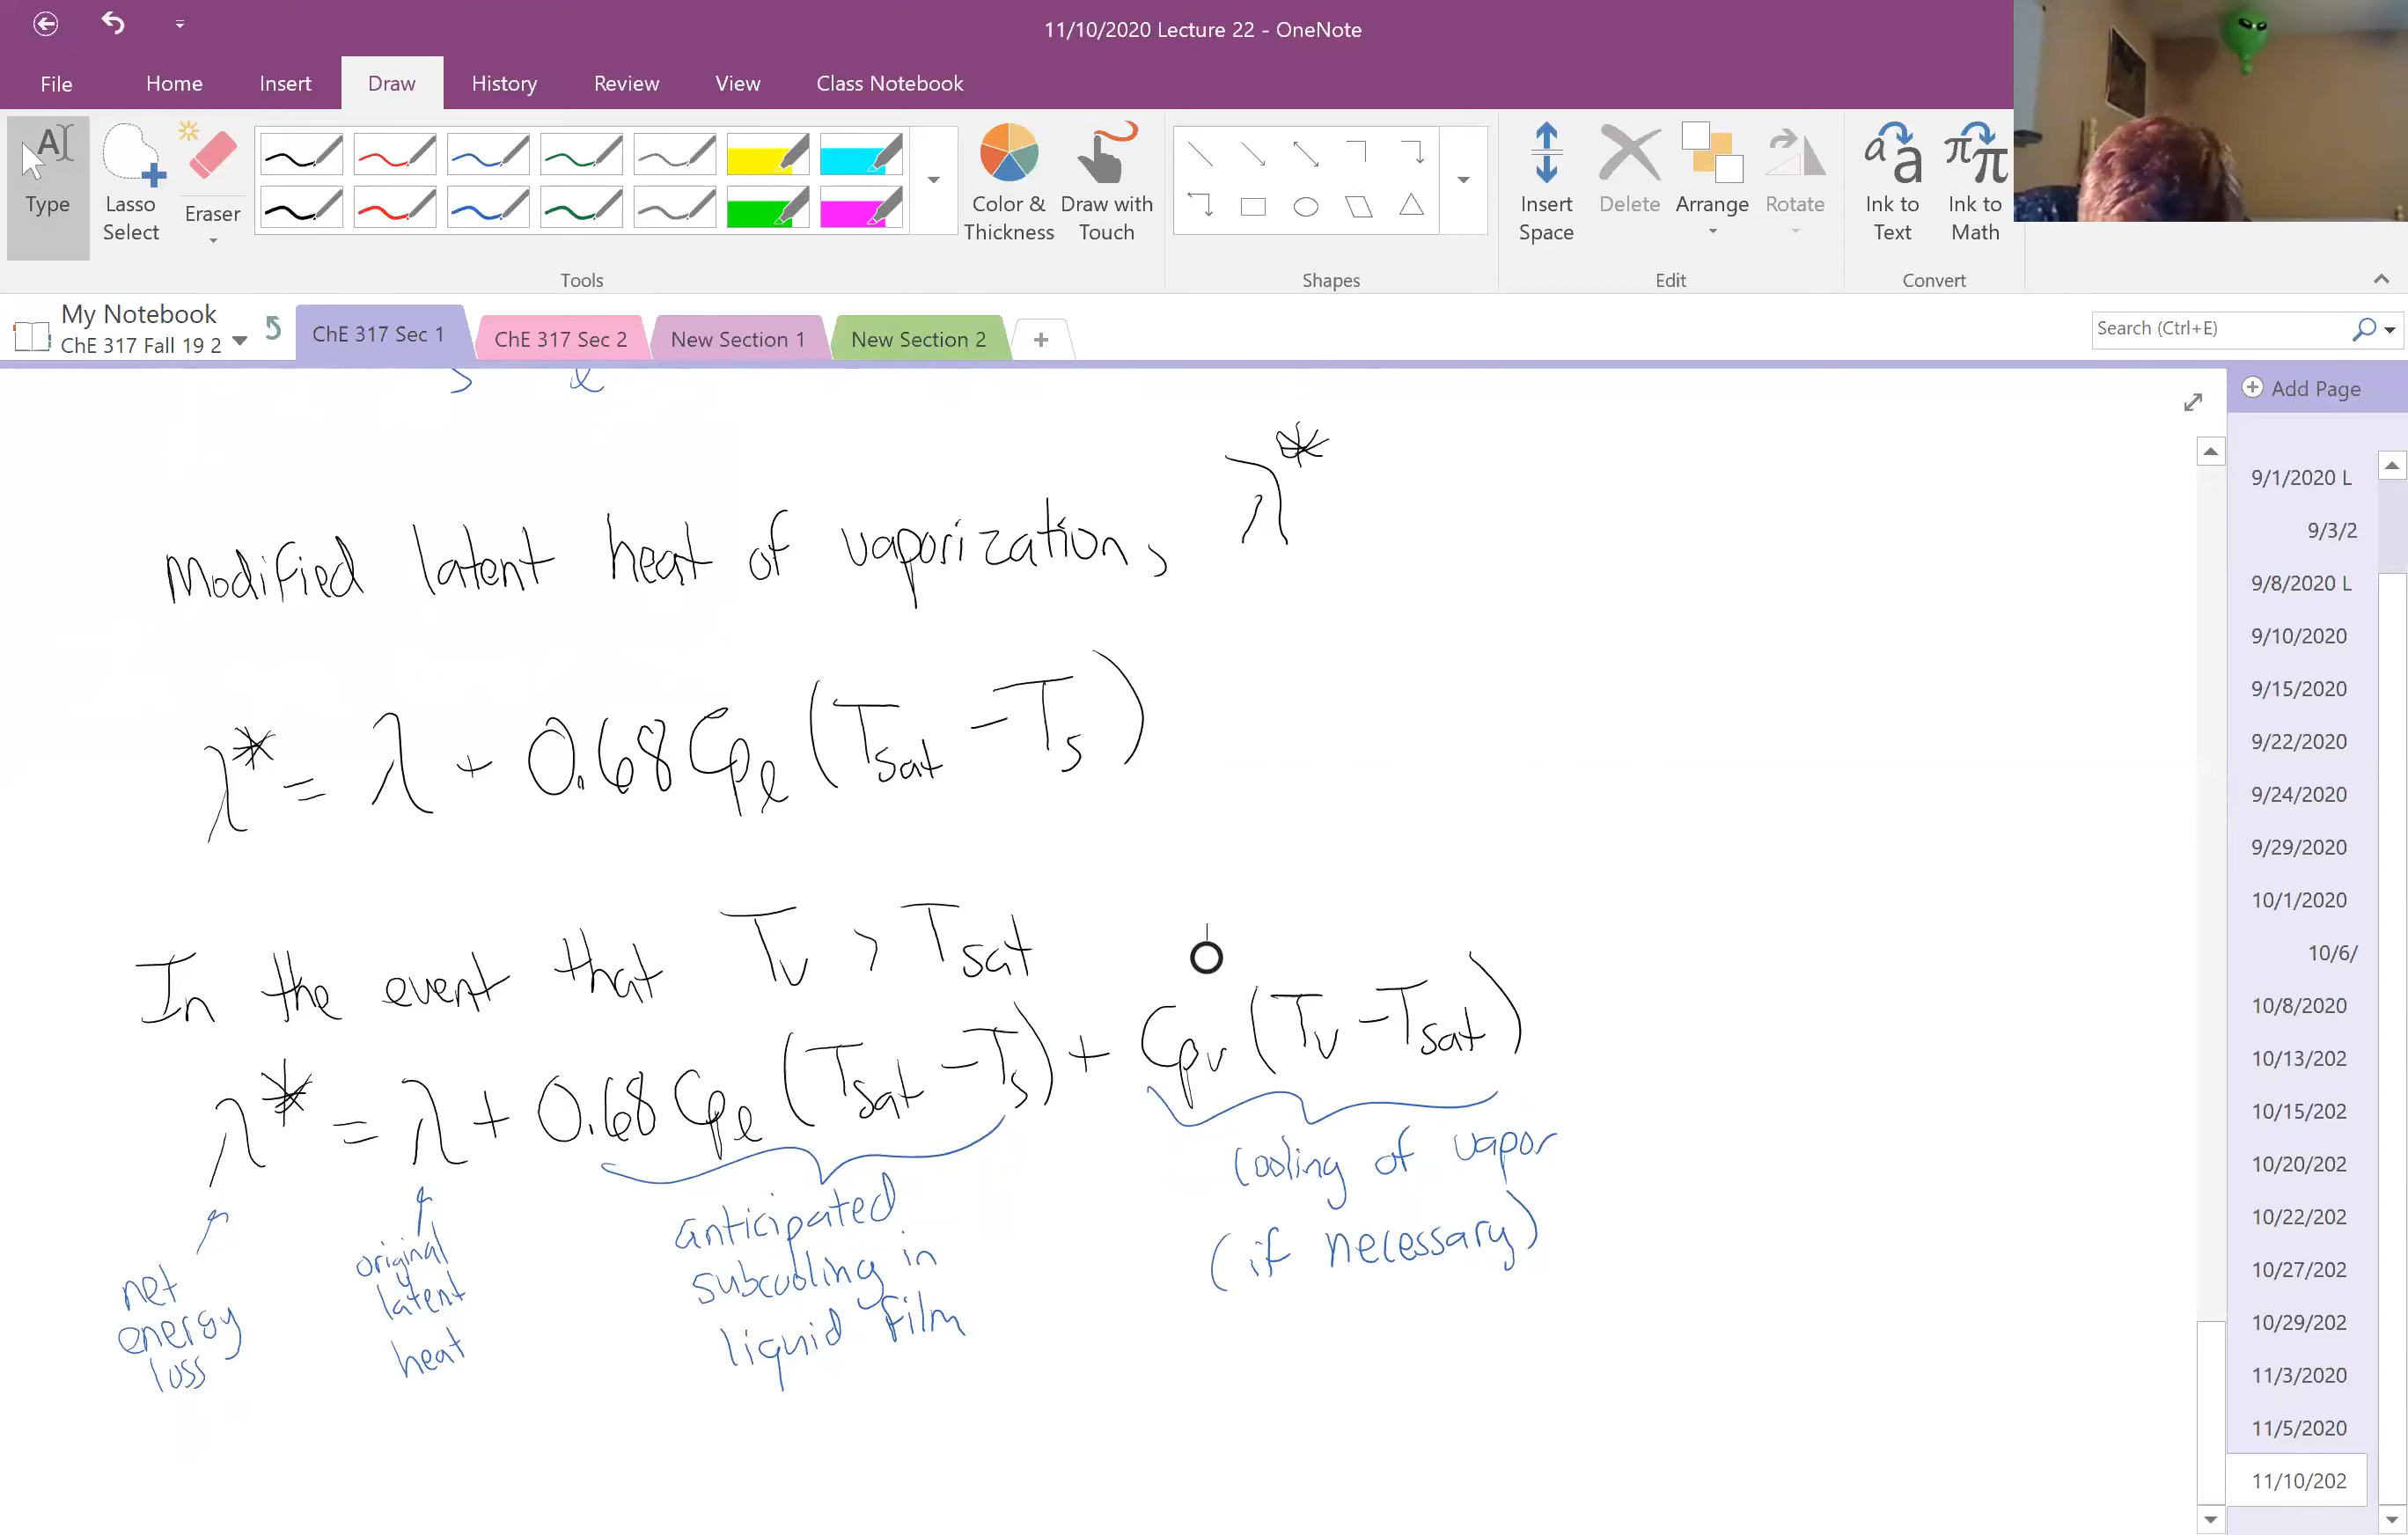 11/10/2020 Lecture 22 - OneNote
File Home Insert Draw History Review View Class Notebook
Type
Lasso Select
Eraser
Color & Thickness
Draw with Touch
Insert Space
Delete
Arrange
Rotate
Ink to Text
Ink to Math
Tools Shapes Edit Convert
My Notebook
ChE 317 Fall 19 2
ChE 317 Sec 1
ChE 317 Sec 2
New Section 1
New Section 2
Search (Ctrl+E)
Add Page
Modified latent heat of vaporization, λ*
λ* = λ + 0.68 Cpℓ (Tsat - Ts)
In the event that Tv > Tsat
λ* = λ + 0.68 Cpℓ (Tsat - Ts) + Cpv (Tv - Tsat)
net
energy
loss
original
latent
heat
anticipated
subcooling in
liquid film
cooling of vapor
(if necessary)
9/1/2020 L
9/3/2
9/8/2020 L
9/10/2020
9/15/2020
9/22/2020
9/24/2020
9/29/2020
10/1/2020
10/6/
10/8/2020
10/13/202
10/15/202
10/20/202
10/22/202
10/27/202
10/29/202
11/3/2020
11/5/2020
11/10/202